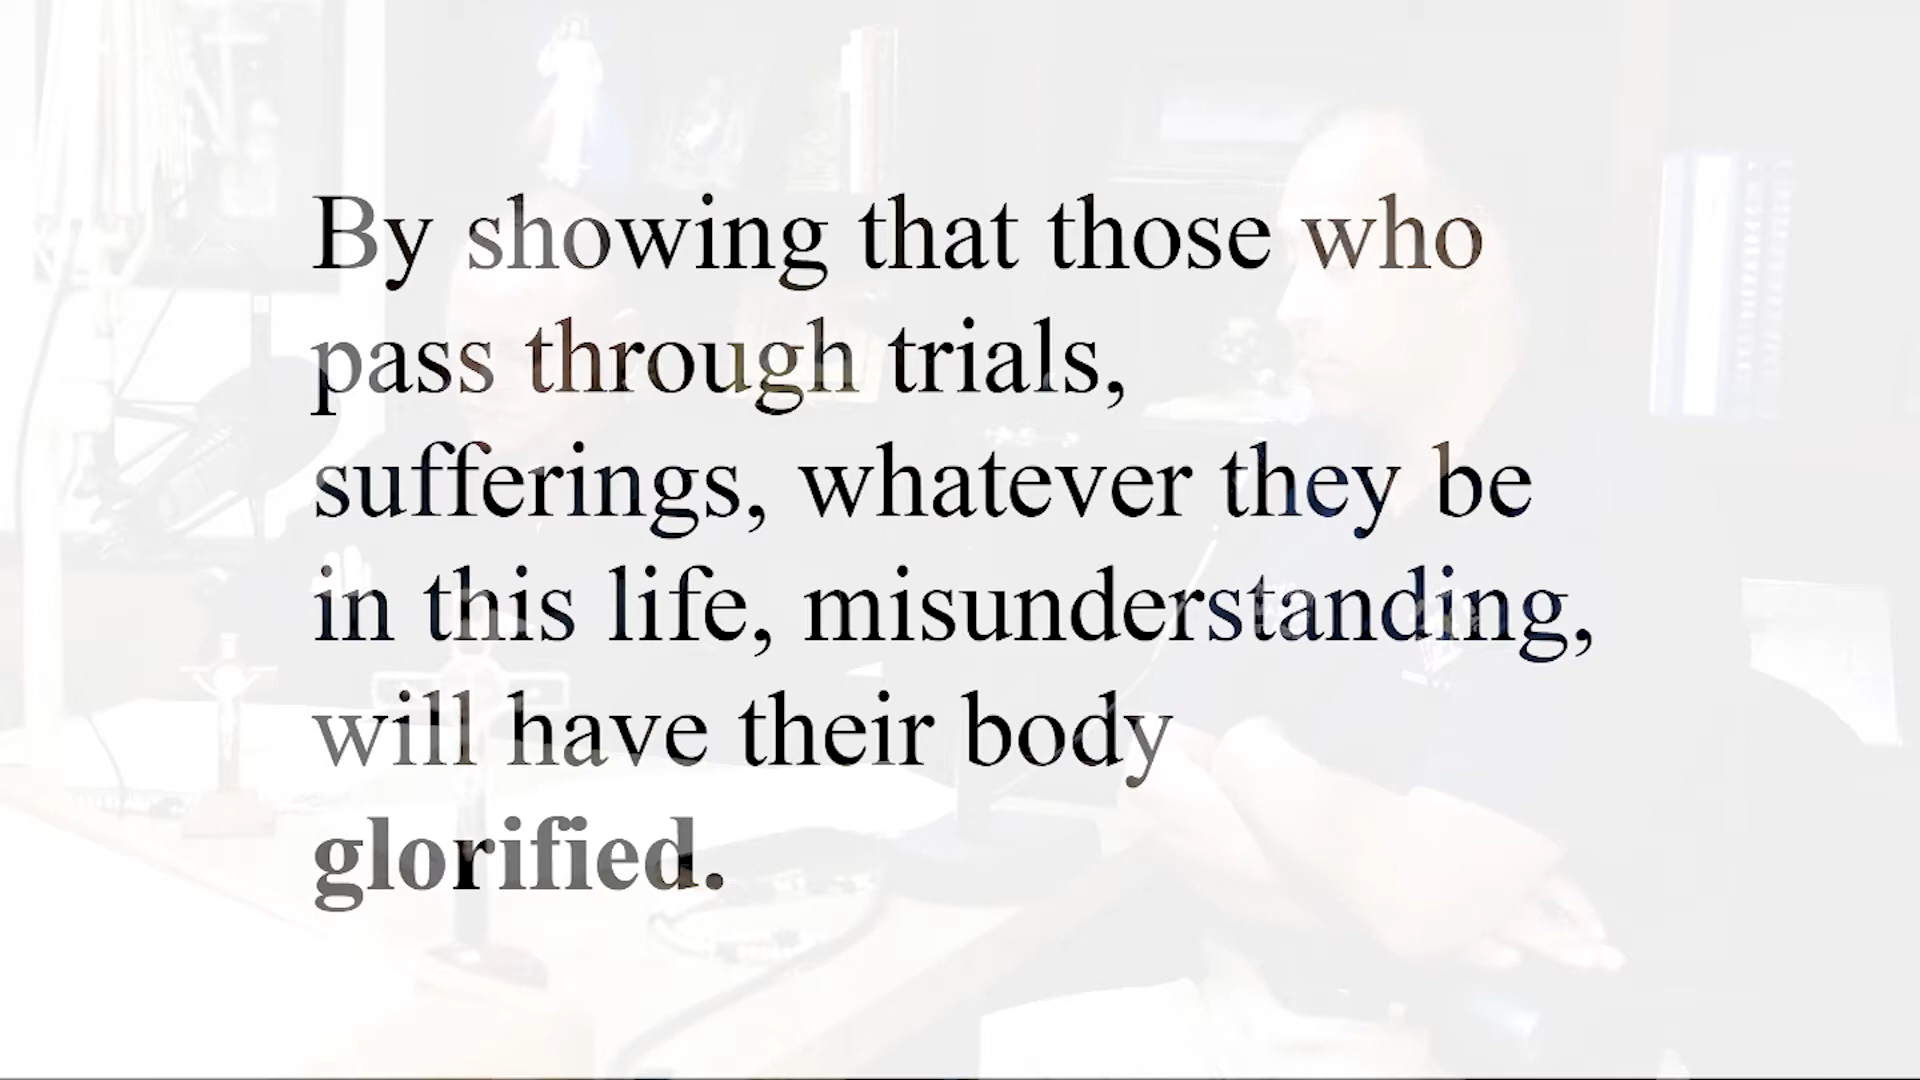 By showing that those who
pass through trials,
sufferings, whatever they be
in this life, misunderstanding,
will have their body
glorified.